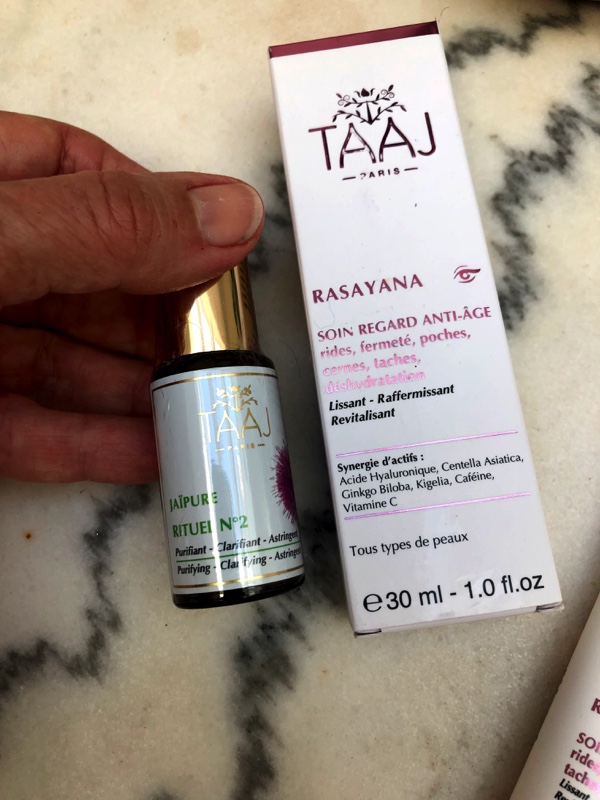 TAAJ
PARIS
RASAYANA
SOIN REGARD ANTI-ÂGE
rides, fermeté, poches,
cernes, taches,
déshydratation
Lissant - Raffermissant
Revitalisant
Synergie d'actifs :
Acide Hyaluronique, Centella Asiatica,
Ginkgo Biloba, Kigelia, Caféine,
Vitamine C
Tous types de peaux
℮30 ml - 1.0 fl.oz
TAAJ
PARIS
JAÏPURE
RITUEL N°2
Purifiant - Clarifiant - Astringent
Purifying - Clarifying - Astringent